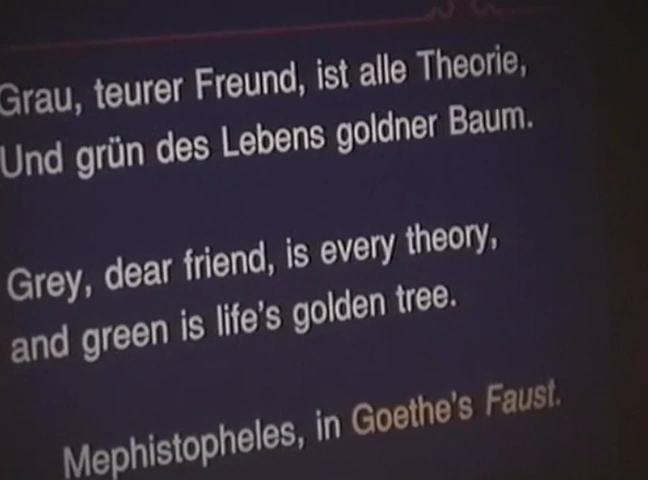 Grau, teurer Freund, ist alle Theorie,
Und grün des Lebens goldner Baum.
Grey, dear friend, is every theory,
and green is life's golden tree.
Mephistopheles, in Goethe's Faust.